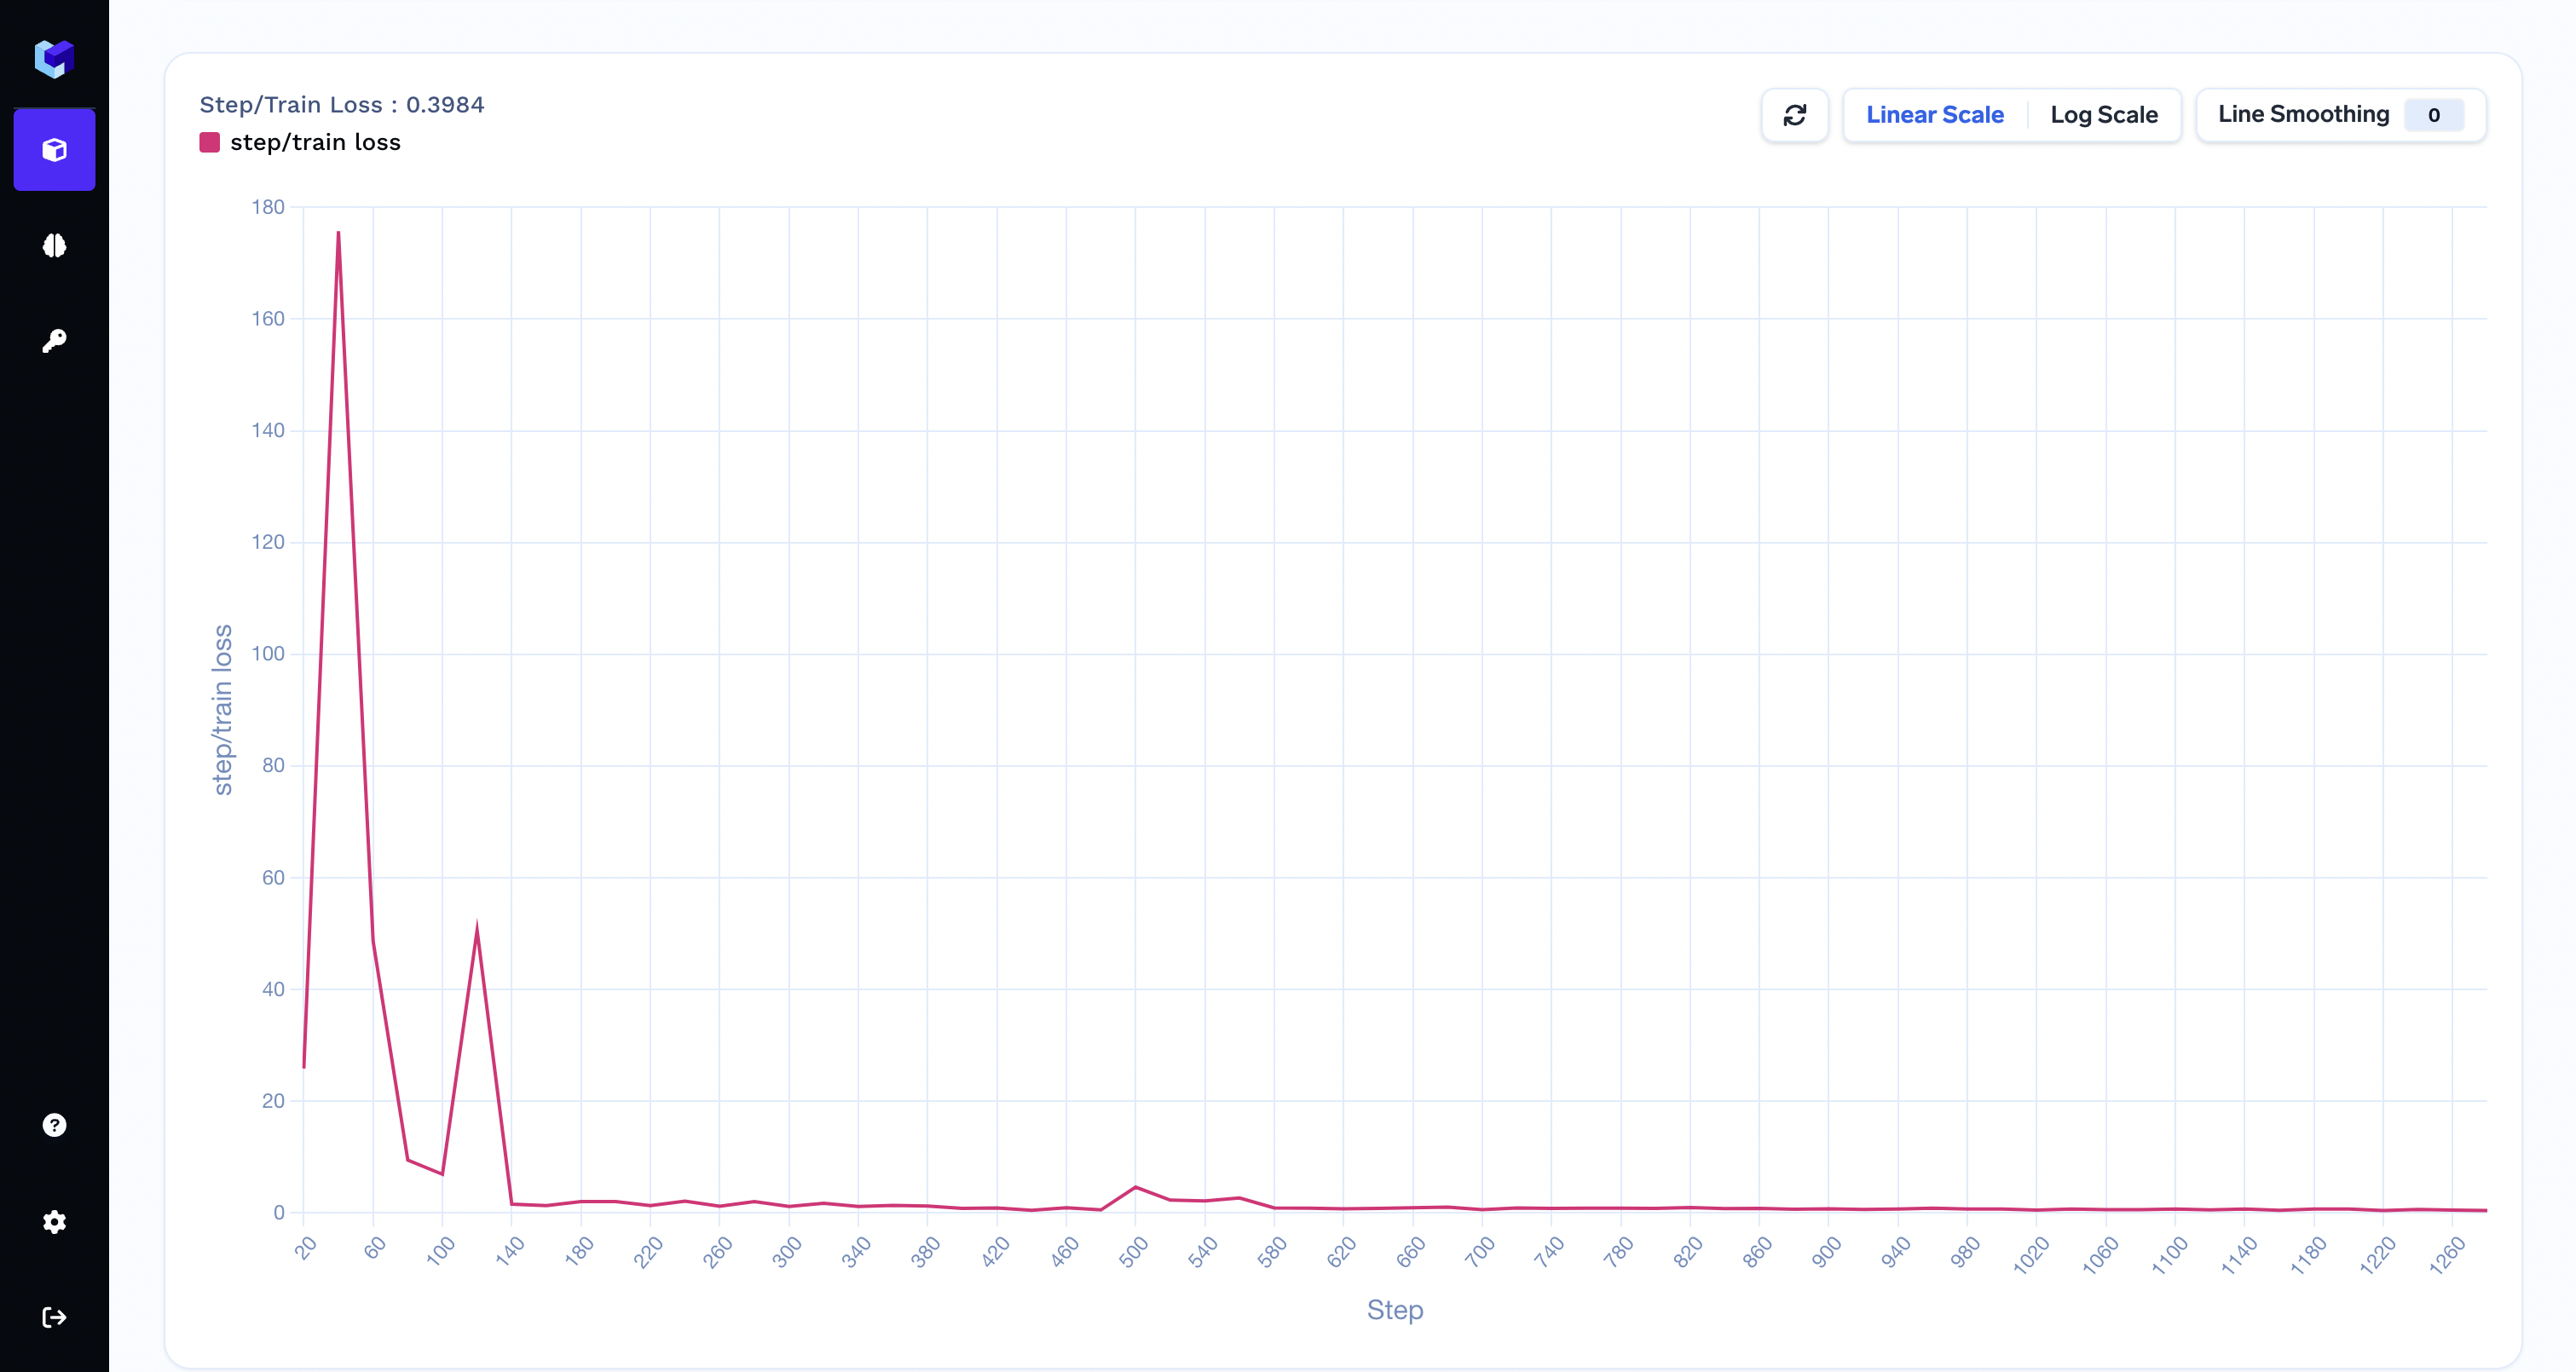 Step/Train Loss : 0.3984
step/train loss
Linear Scale
Log Scale
Line Smoothing 0
180
160
140
120
100
80
60
40
20
0
step/train loss
20 60 100 140 180 220 260 300 340 380 420 460 500 540 580 620 660 700 740 780 820 860 900 940 980 1020 1060 1100 1140 1180 1220 1260
Step